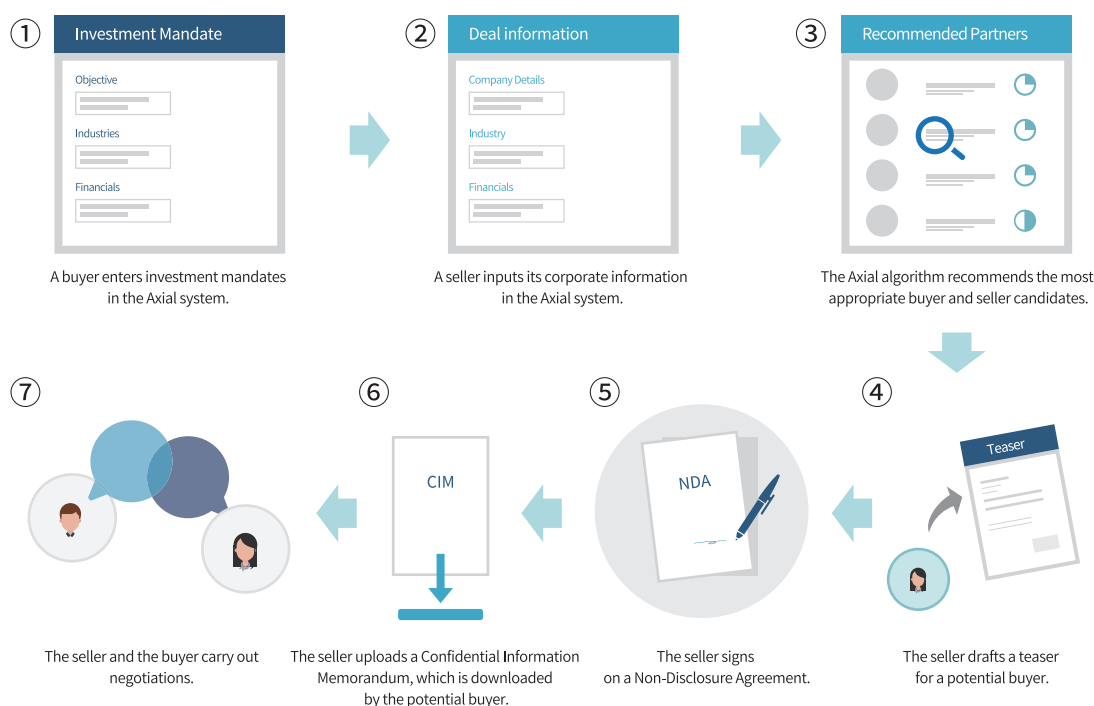 ①
Investment Mandate
Objective
Industries
Financials
A buyer enters investment mandates
in the Axial system.
②
Deal information
Company Details
Industry
Financials
A seller inputs its corporate information
in the Axial system.
③
Recommended Partners
The Axial algorithm recommends the most
appropriate buyer and seller candidates.
④
Teaser
The seller drafts a teaser
for a potential buyer.
⑤
NDA
The seller signs
on a Non-Disclosure Agreement.
⑥
CIM
The seller uploads a Confidential Information
Memorandum, which is downloaded
by the potential buyer.
⑦
The seller and the buyer carry out
negotiations.